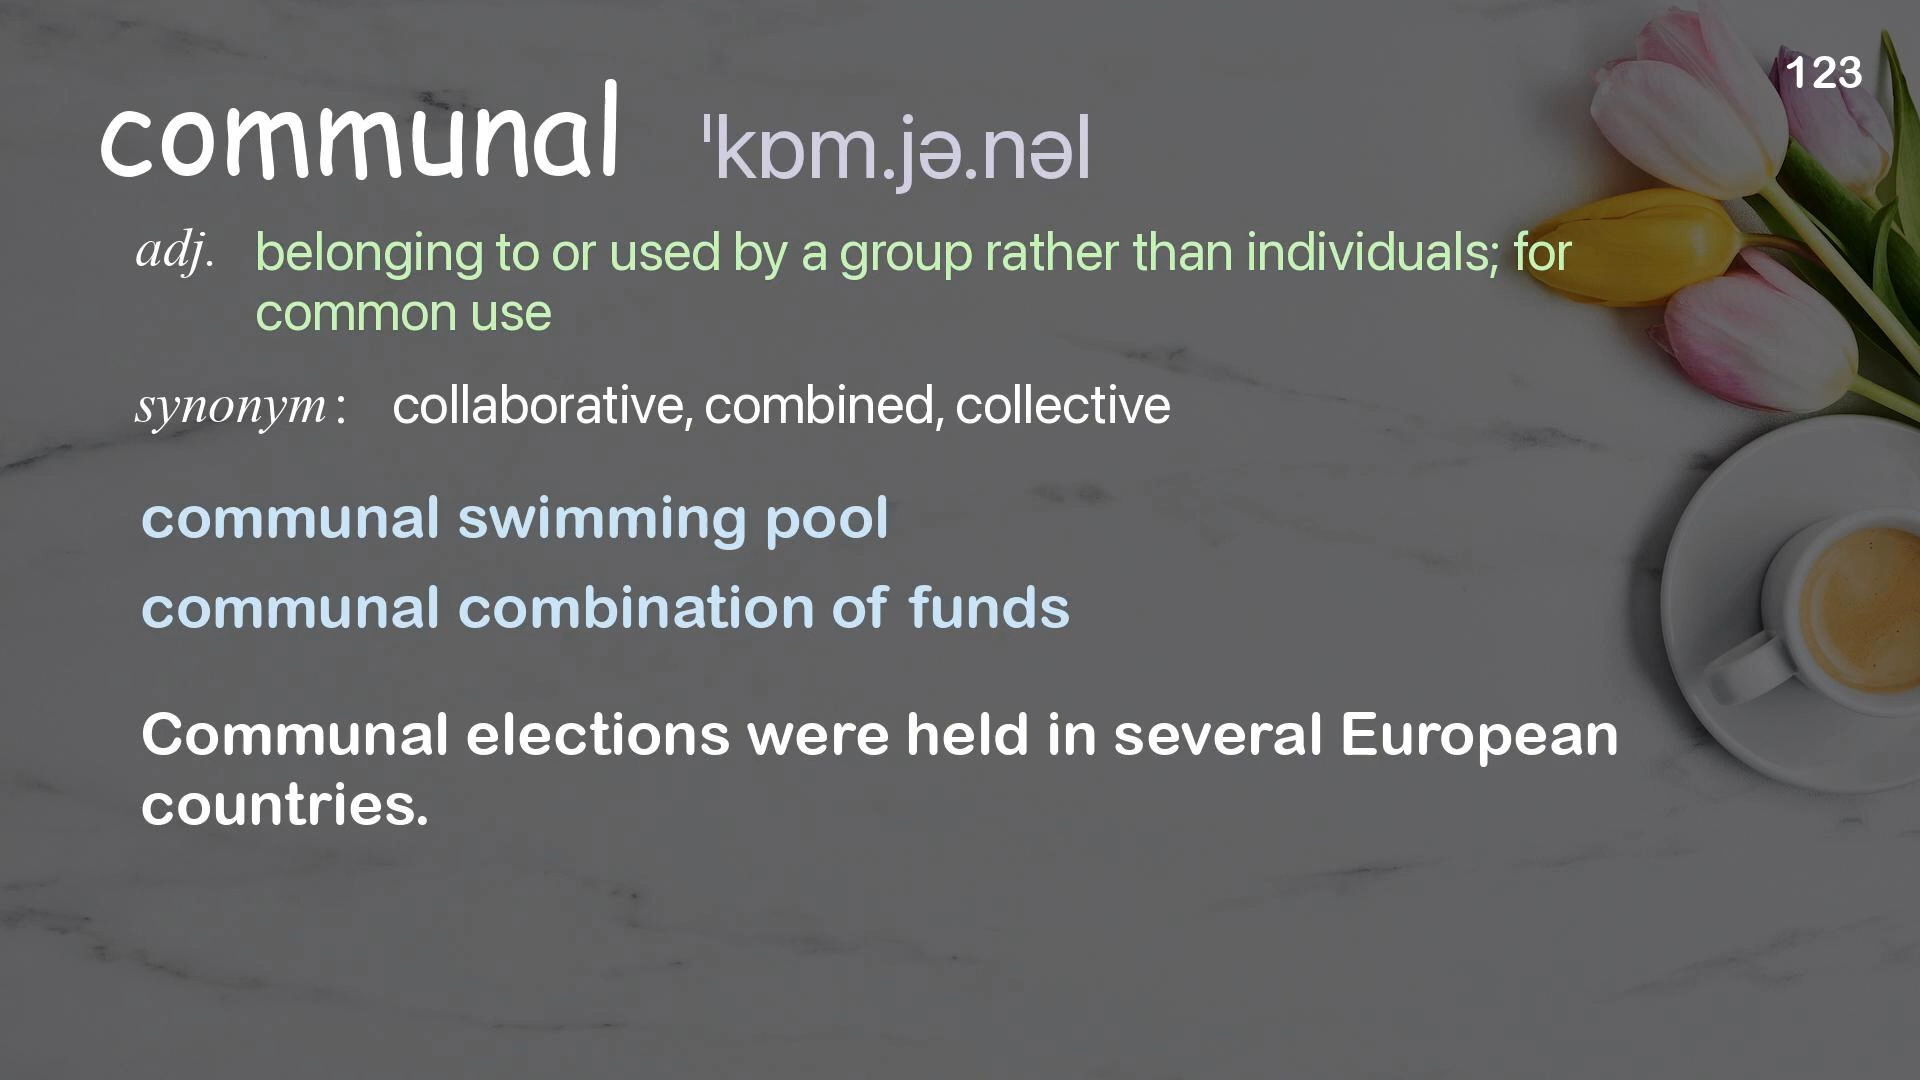 123
communal ˈkɒm.jə.nəl
adj. belonging to or used by a group rather than individuals; for
common use
synonym : collaborative, combined, collective
communal swimming pool
communal combination of funds
Communal elections were held in several European
countries.